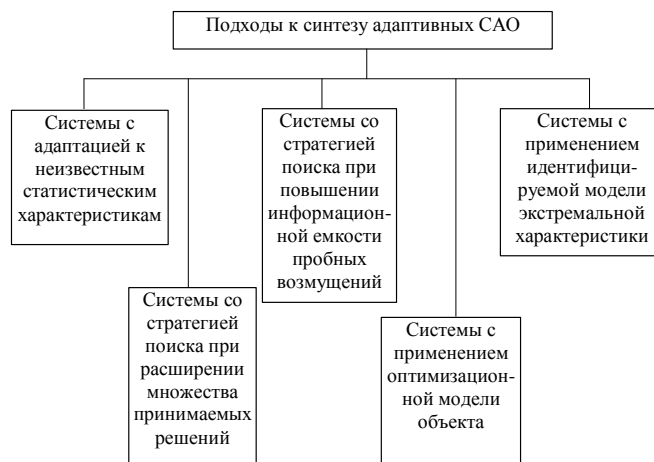 Подходы к синтезу адаптивных САО
Системы с
адаптацией к
неизвестным
статистическим
характеристикам
Системы со
стратегией
поиска при
расширении
множества
принимаемых
решений
Системы со
стратегией
поиска при
повышении
информацион-
ной емкости
пробных
возмущений
Системы с
применением
оптимизацион-
ной модели
объекта
Системы с
применением
идентифици-
руемой модели
экстремальной
характеристики